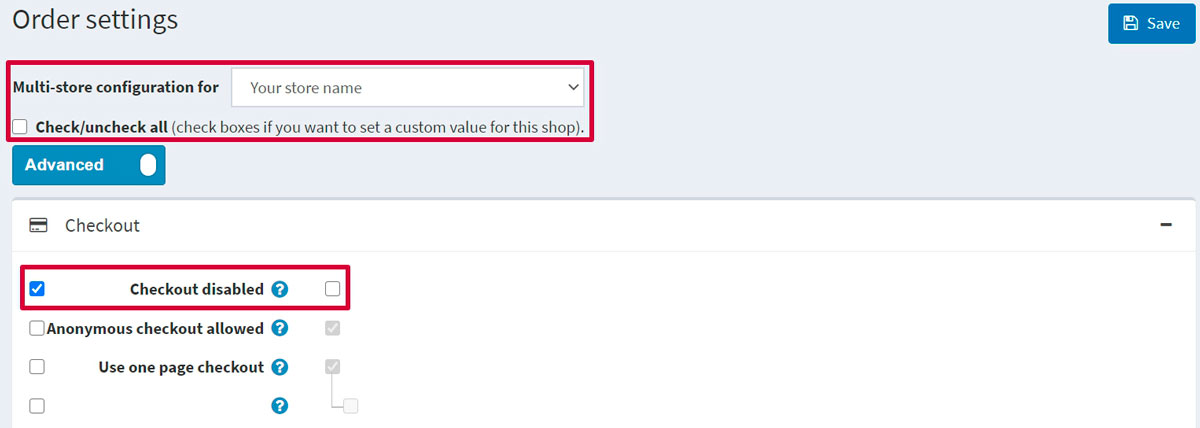 Order settings
Save
Multi-store configuration for
Your store name
Check/uncheck all (check boxes if you want to set a custom value for this shop).
Advanced
Checkout
Checkout disabled ?
Anonymous checkout allowed ?
Use one page checkout ?
?